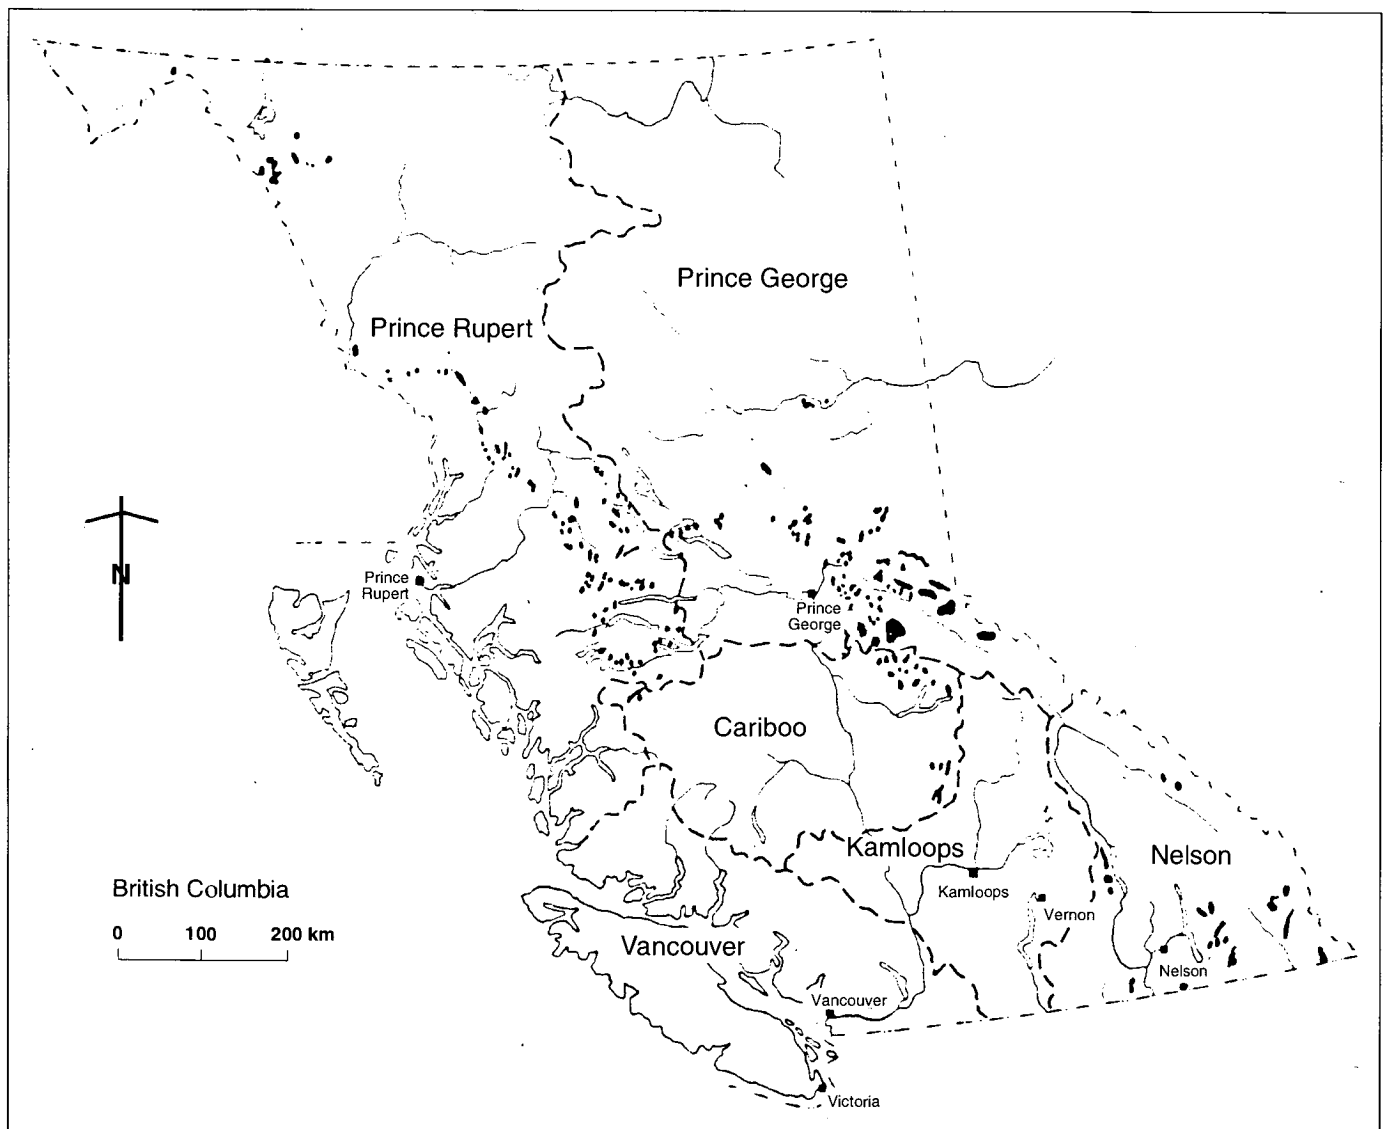 Prince George
Prince Rupert
N
Prince
Rupert
Prince
George
Cariboo
Kamloops
Nelson
British Columbia
Kamloops
Vernon
0 100 200 km
Vancouver
Nelson
Vancouver
Victoria